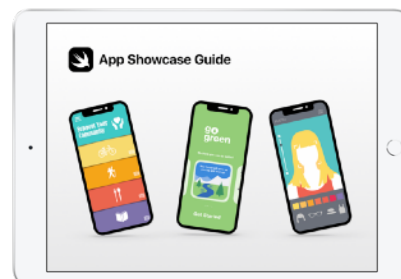 App Showcase Guide
Support Your
Community
go
green
Get Started